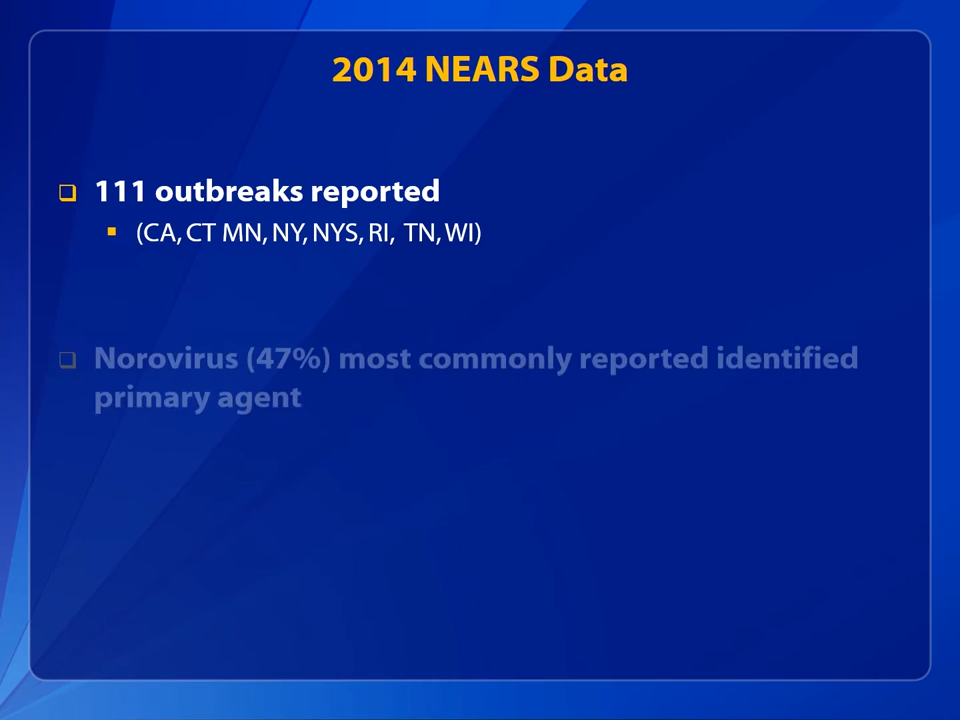 2014 NEARS Data
111 outbreaks reported
(CA, CT MN, NY, NYS, RI, TN, WI)
Norovirus (47%) most commonly reported identified
primary agent